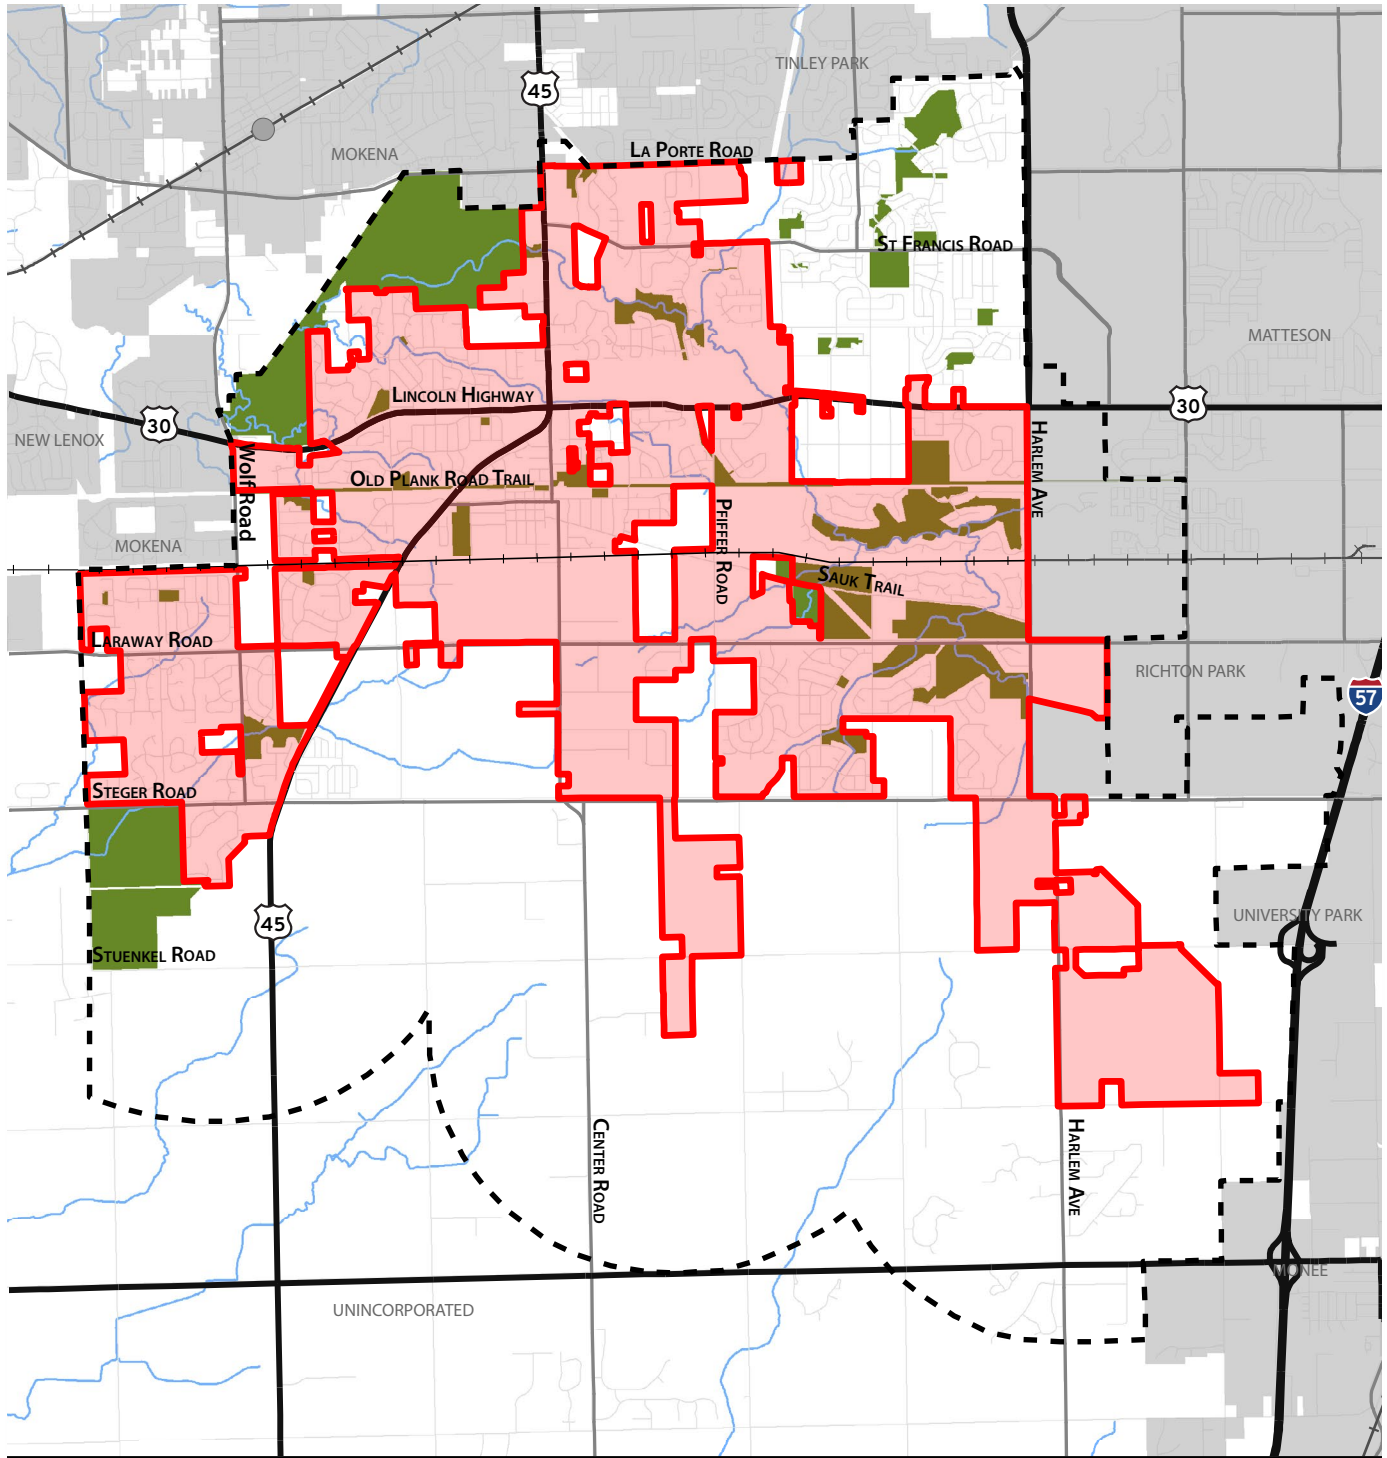 TINLEY PARK
45
LA PORTE ROAD
MOKENA
ST FRANCIS ROAD
MATTESON
LINCOLN HIGHWAY
30
30
NEW LENOX
HARLEM AVE
WOLF ROAD
OLD PLANK ROAD TRAIL
PFIFFER ROAD
MOKENA
SAUK TRAIL
LARAWAY ROAD
RICHTON PARK
57
STEGER ROAD
45
UNIVERSITY PARK
STUENKEL ROAD
CENTER ROAD
HARLEM AVE
MONEE
UNINCORPORATED